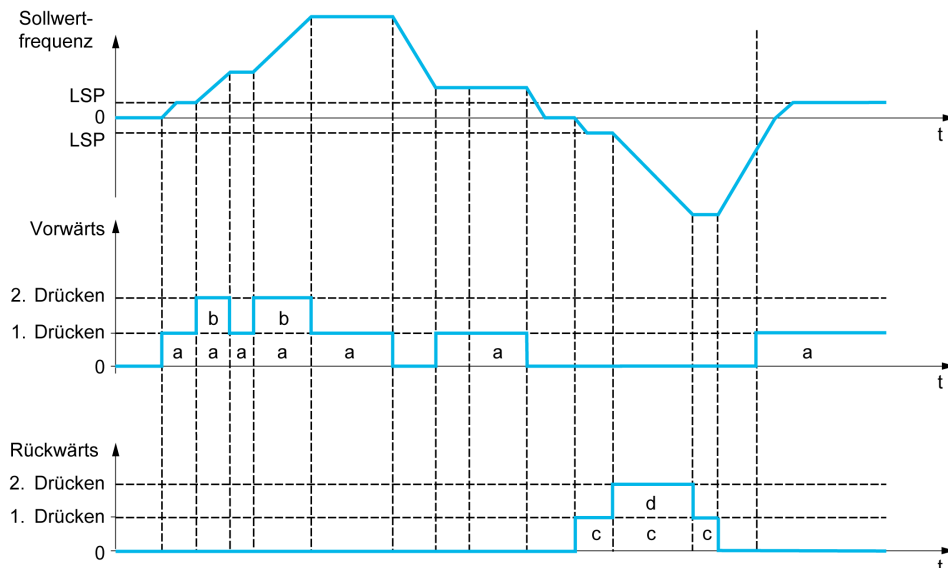 Sollwert-
frequenz
LSP
0
LSP
t
Vorwärts
2. Drücken
b
b
1. Drücken
a
a
a
a
a
a
a
0
t
Rückwärts
2. Drücken
d
1. Drücken
c
c
c
0
t